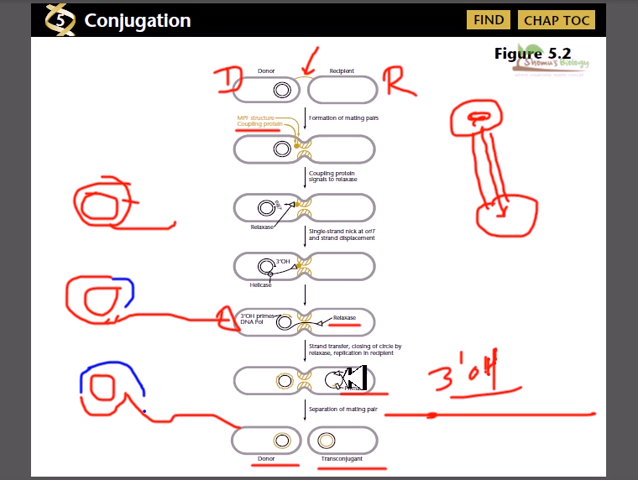 5 Conjugation
FIND CHAP TOC
Figure 5.2
Shomu's Biology
D Donor Recipient R
MPF structure
Coupling protein
Formation of mating pairs
Coupling protein
signals to relaxase
Relaxase
Single-strand nick at oriT
and strand displacement
3'OH
Helicase
3'OH primes
DNA Pol
Relaxase
Strand transfer, closing of circle by
relaxase, replication in recipient
3'OH
Separation of mating pair
Donor Transconjugant